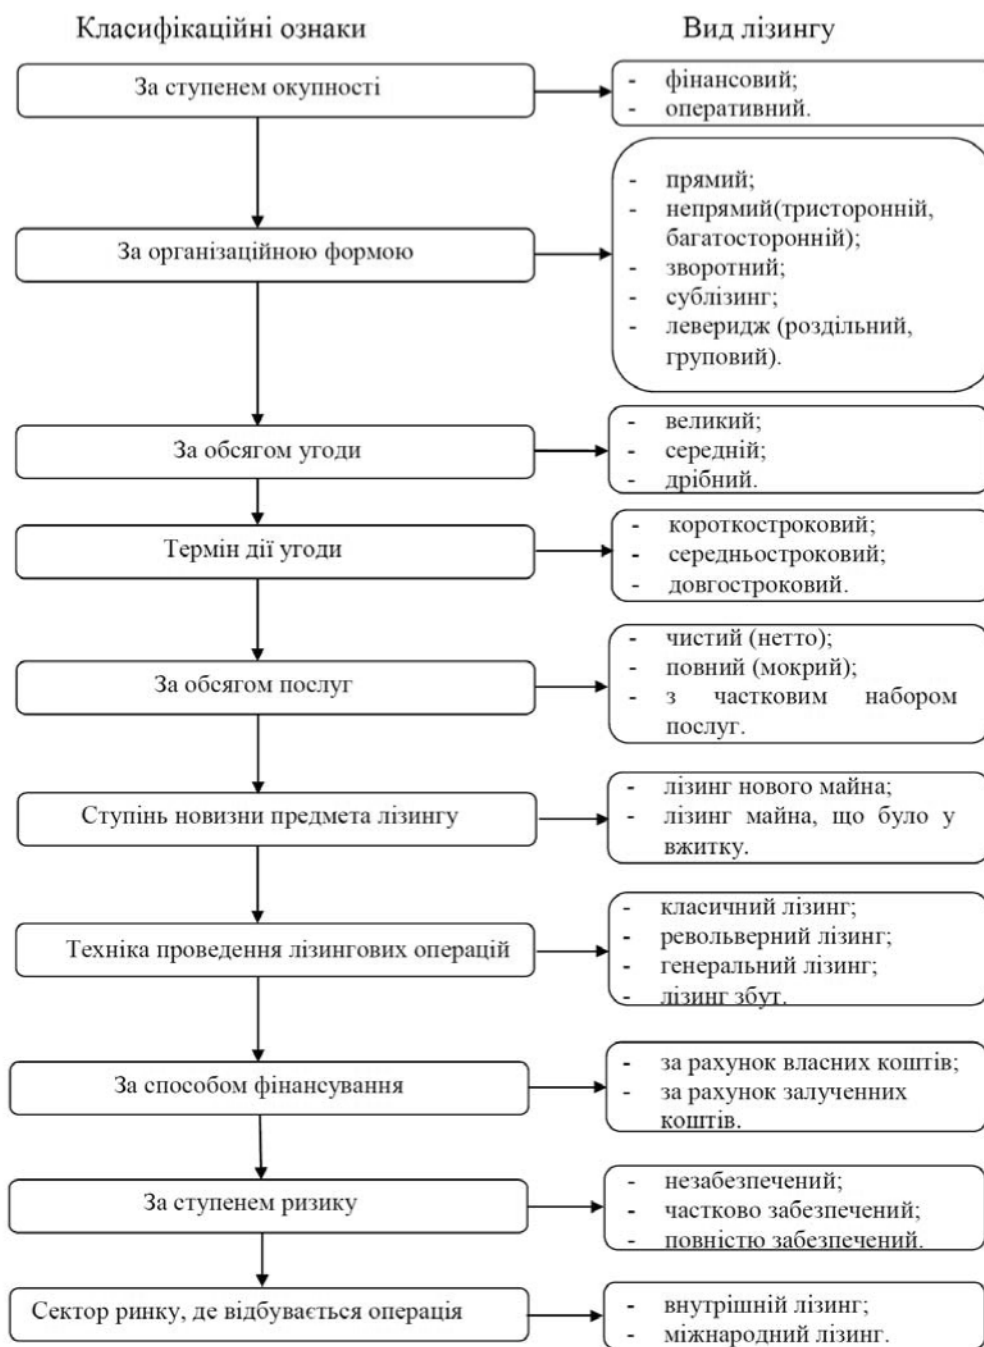 Класифікаційні ознаки
Вид лізингу
За ступенем окупності
- фінансовий;
- оперативний.
За організаційною формою
- прямий;
- непрямий(тристоронній,
багатосторонній);
- зворотний;
- сублізинг;
- леверидж (роздільний,
груповий).
За обсягом угоди
- великий;
- середній;
- дрібний.
Термін дії угоди
- короткостроковий;
- середньостроковий;
- довгостроковий.
За обсягом послуг
- чистий (нетто);
- повний (мокрий);
- з частковим набором
послуг.
Ступінь новизни предмета лізингу
- лізинг нового майна;
- лізинг майна, що було у
вжитку.
Техніка проведення лізингових операцій
- класичний лізинг;
- револьверний лізинг;
- генеральний лізинг;
- лізинг збут.
За способом фінансування
- за рахунок власних коштів;
- за рахунок залученних
коштів.
За ступенем ризику
- незабезпечений;
- частково забезпечений;
- повністю забезпечений.
Сектор ринку, де відбувається операція
- внутрішній лізинг;
- міжнародний лізинг.